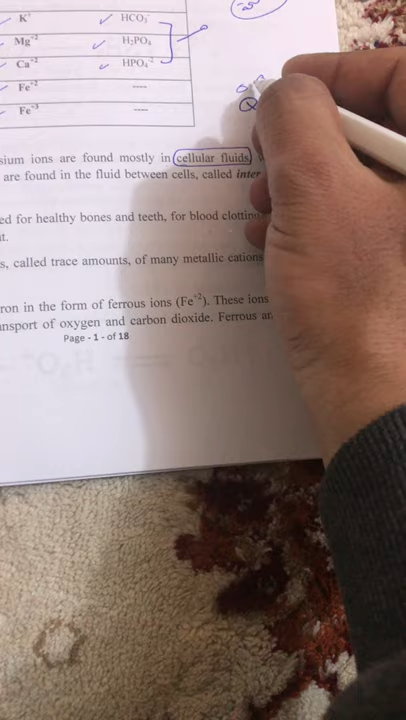 K⁺ HCO₃⁻
Mg⁺² H₂PO₄
Ca⁺² HPO₄⁻²
Fe⁺² ----
Fe⁺³ ----
sium ions are found mostly in cellular fluids,
are found in the fluid between cells, called inter
ed for healthy bones and teeth, for blood clotting
t.
s, called trace amounts, of many metallic cations
ron in the form of ferrous ions (Fe⁺²). These ions
nsport of oxygen and carbon dioxide. Ferrous an
Page - 1 - of 18